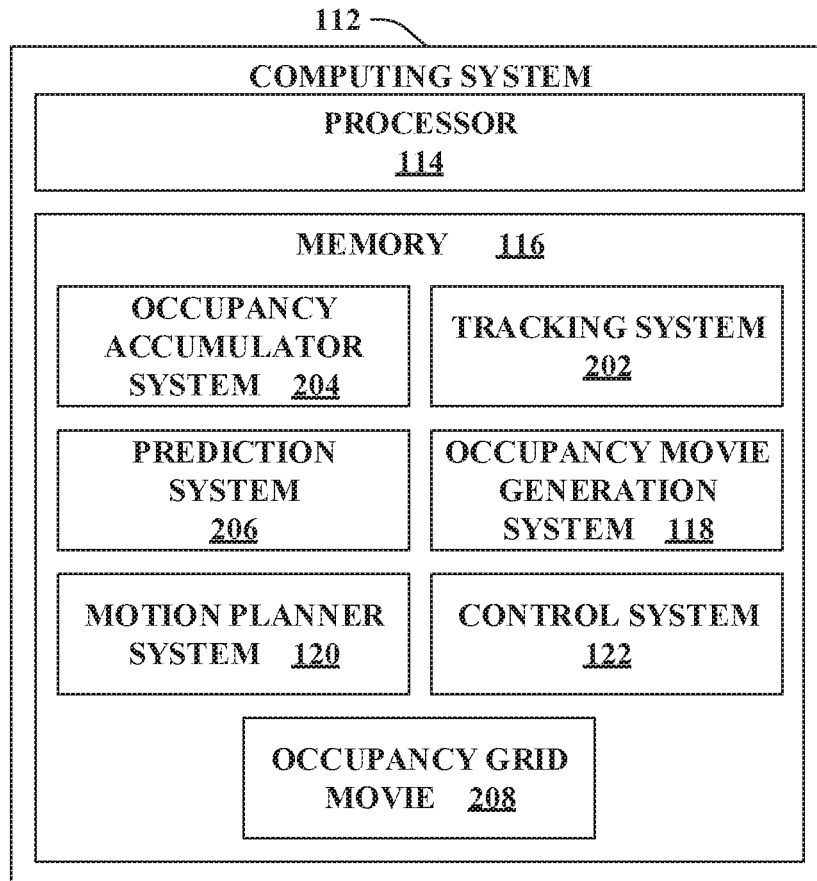 112
COMPUTING SYSTEM
PROCESSOR
114
MEMORY 116
OCCUPANCY
ACCUMULATOR
SYSTEM 204
TRACKING SYSTEM
202
PREDICTION
SYSTEM
206
OCCUPANCY MOVIE
GENERATION
SYSTEM 118
MOTION PLANNER
SYSTEM 120
CONTROL SYSTEM
122
OCCUPANCY GRID
MOVIE 208